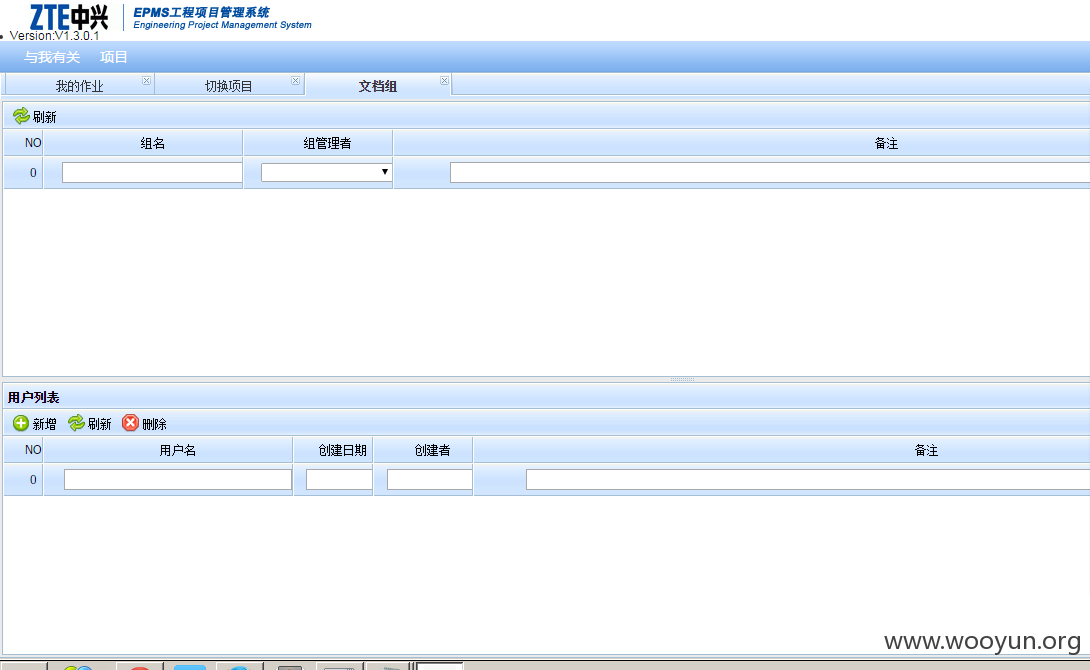 ZTE中兴 EPMS工程项目管理系统
Engineering Project Management System
Version:V1.3.0.1
与我有关 项目
我的作业 切换项目 文档组
刷新
NO 组名 组管理者 备注
0
用户列表
新增 刷新 删除
NO 用户名 创建日期 创建者 备注
0
www.wooyun.org